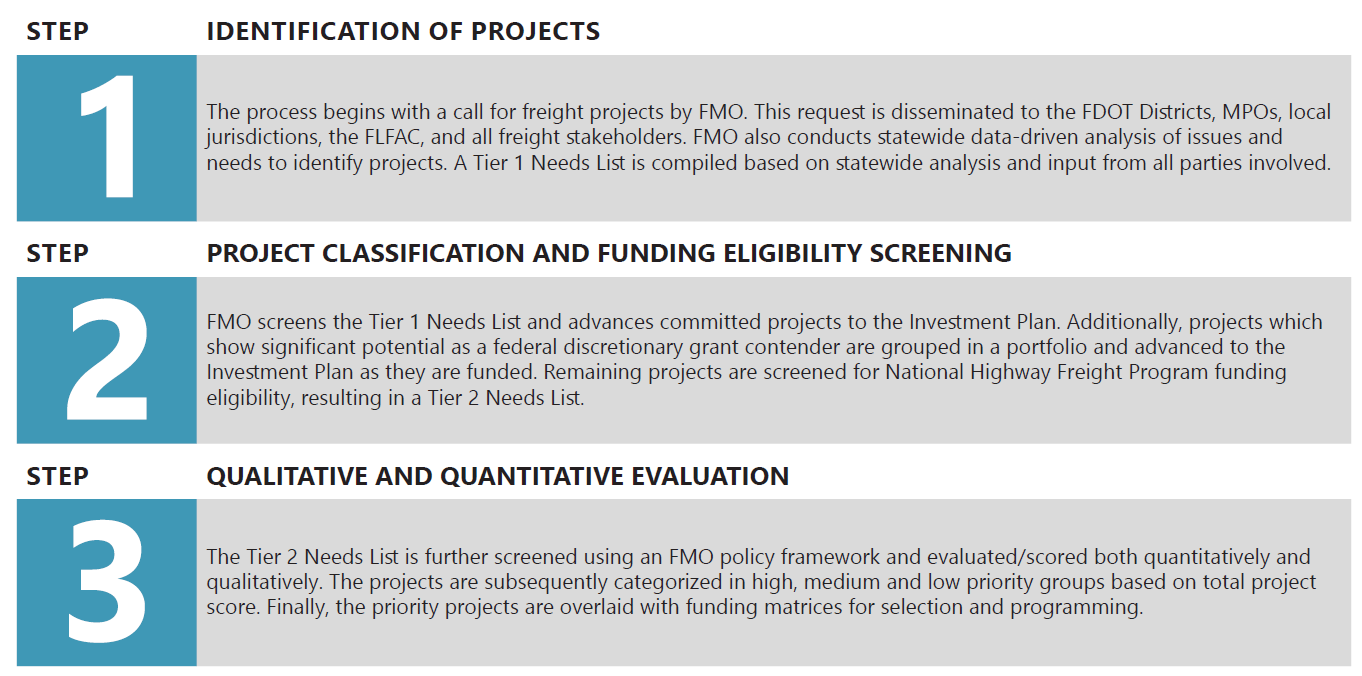 STEP IDENTIFICATION OF PROJECTS
1
The process begins with a call for freight projects by FMO. This request is disseminated to the FDOT Districts, MPOs, local
jurisdictions, the FLFAC, and all freight stakeholders. FMO also conducts statewide data-driven analysis of issues and
needs to identify projects. A Tier 1 Needs List is compiled based on statewide analysis and input from all parties involved.
STEP PROJECT CLASSIFICATION AND FUNDING ELIGIBILITY SCREENING
2
FMO screens the Tier 1 Needs List and advances committed projects to the Investment Plan. Additionally, projects which
show significant potential as a federal discretionary grant contender are grouped in a portfolio and advanced to the
Investment Plan as they are funded. Remaining projects are screened for National Highway Freight Program funding
eligibility, resulting in a Tier 2 Needs List.
STEP QUALITATIVE AND QUANTITATIVE EVALUATION
3
The Tier 2 Needs List is further screened using an FMO policy framework and evaluated/scored both quantitatively and
qualitatively. The projects are subsequently categorized in high, medium and low priority groups based on total project
score. Finally, the priority projects are overlaid with funding matrices for selection and programming.